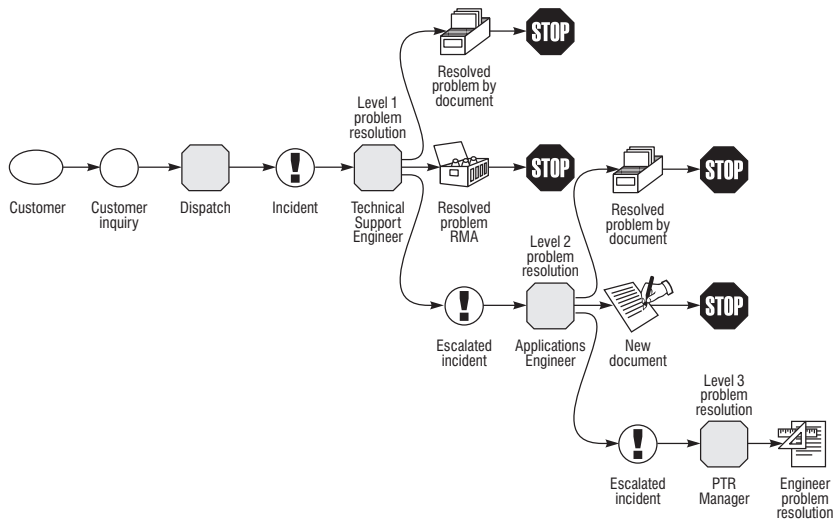 STOP
Resolved
problem by
document
Level 1
problem
resolution
STOP
Customer
Customer
inquiry
Dispatch
Incident
Technical
Support
Engineer
Resolved
problem
RMA
STOP
Resolved
problem by
document
Level 2
problem
resolution
STOP
Escalated
incident
Applications
Engineer
New
document
Level 3
problem
resolution
Escalated
incident
PTR
Manager
Engineer
problem
resolution